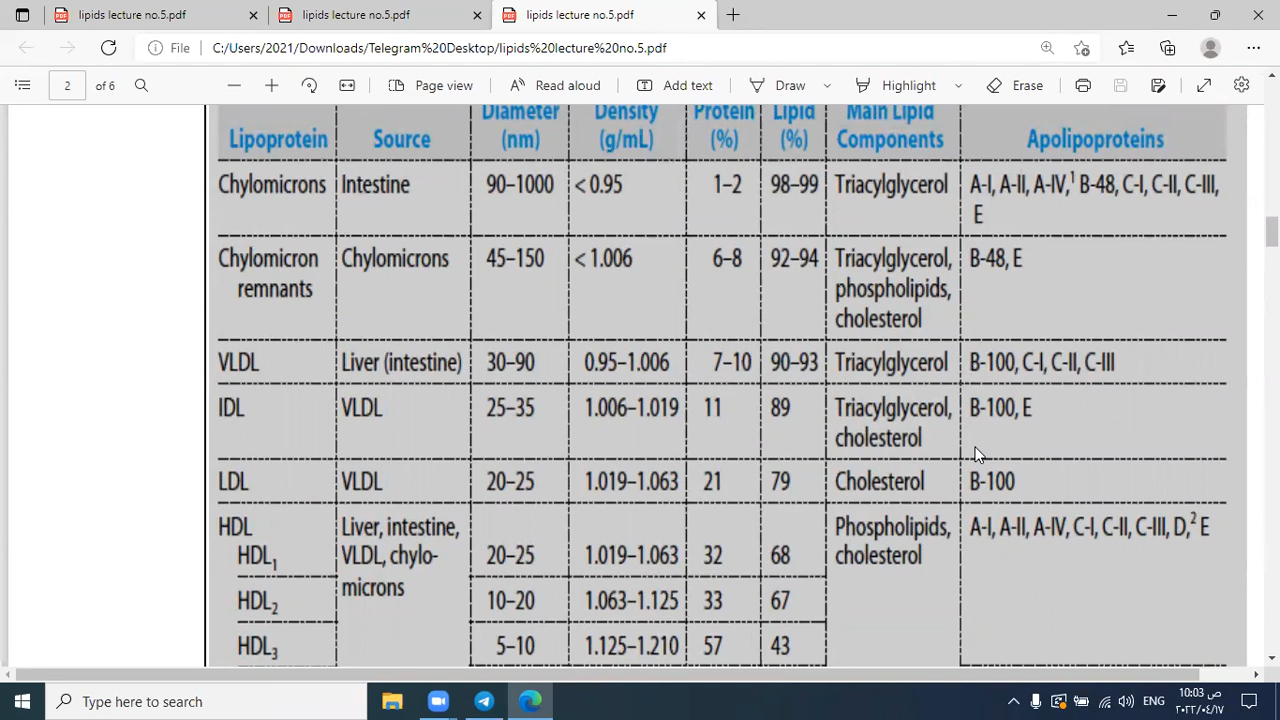 lipids lecture no.5.pdf
lipids lecture no.5.pdf
lipids lecture no.5.pdf
File
C:/Users/2021/Downloads/Telegram%20Desktop/lipids%20lecture%20no.5.pdf
2 of 6
Page view
Read aloud
Add text
Draw
Highlight
Erase
Lipoprotein Source Diameter (nm) Density (g/mL) Protein (%) Lipid (%) Main Lipid Components Apolipoproteins
Chylomicrons Intestine 90–1000 < 0.95 1–2 98–99 Triacylglycerol A-I, A-II, A-IV,¹ B-48, C-I, C-II, C-III,
E
Chylomicron Chylomicrons 45–150 < 1.006 6–8 92–94 Triacylglycerol, B-48, E
remnants phospholipids,
cholesterol
VLDL Liver (intestine) 30–90 0.95–1.006 7–10 90–93 Triacylglycerol B-100, C-I, C-II, C-III
IDL VLDL 25–35 1.006–1.019 11 89 Triacylglycerol, B-100, E
cholesterol
LDL VLDL 20–25 1.019–1.063 21 79 Cholesterol B-100
HDL Liver, intestine, Phospholipids, A-I, A-II, A-IV, C-I, C-II, C-III, D,² E
HDL₁ VLDL, chylo- 20–25 1.019–1.063 32 68 cholesterol
microns
HDL₂ 10–20 1.063–1.125 33 67
HDL₃ 5–10 1.125–1.210 57 43
Type here to search
ENG
10:03 ص
٢٠٢٢/٠٤/١٧